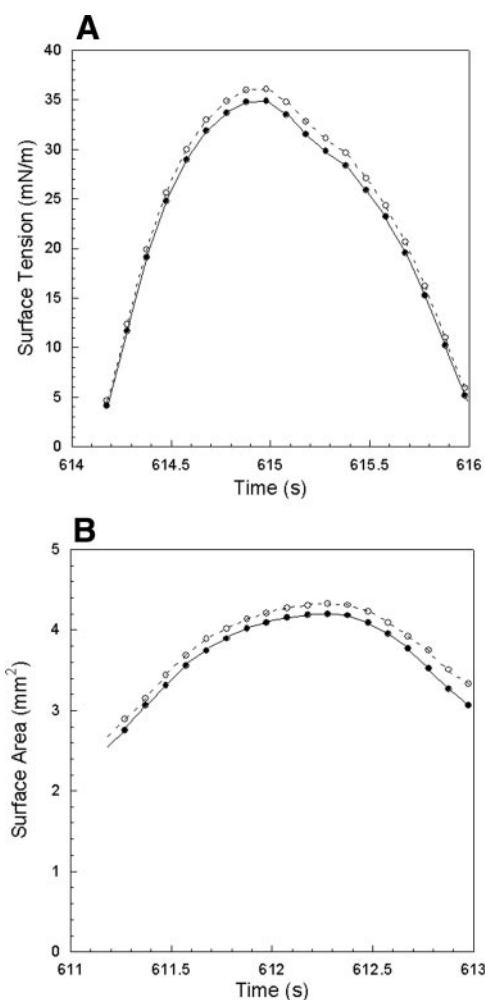 A
40
35
30
25
20
15
10
5
0
Surface Tension (mN/m)
614 614.5 615 615.5 616
Time (s)
B
5
4
3
2
1
0
Surface Area (mm²)
611 611.5 612 612.5 613
Time (s)